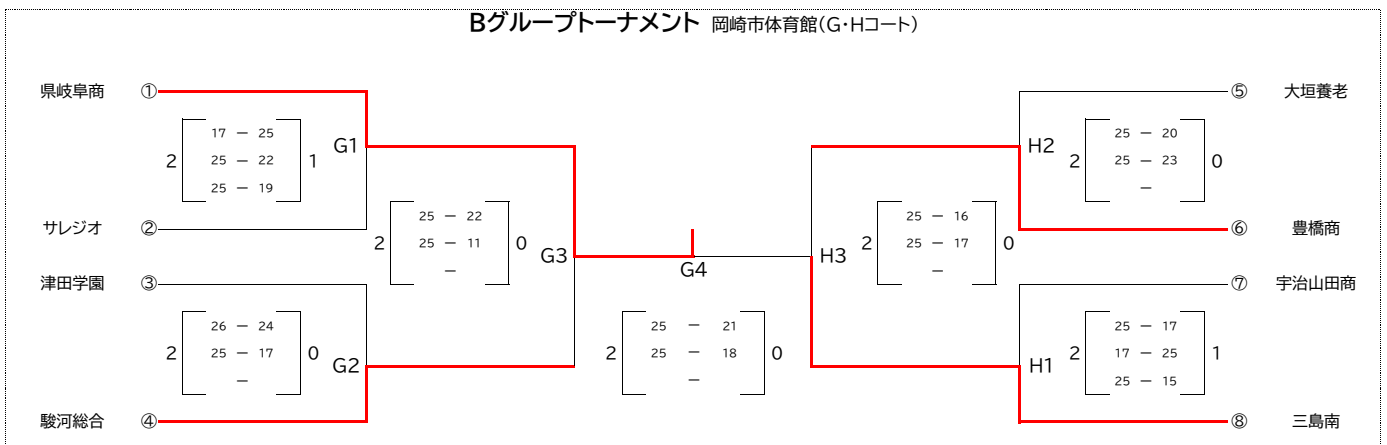 Bグループトーナメント 岡崎市体育館(G・Hコート)
県岐阜商 ①
⑤ 大垣養老
2 17 － 25 1
25 － 22
25 － 19
G1
H2
2 25 － 20 0
25 － 23
－
サレジオ ②
2 25 － 22 0
25 － 11
－
G3
G4
H3
2 25 － 16 0
25 － 17
－
⑥ 豊橋商
津田学園 ③
⑦ 宇治山田商
2 26 － 24 0
25 － 17
－
G2
2 25 － 21 0
25 － 18
－
H1
2 25 － 17 1
17 － 25
25 － 15
駿河総合 ④
⑧ 三島南